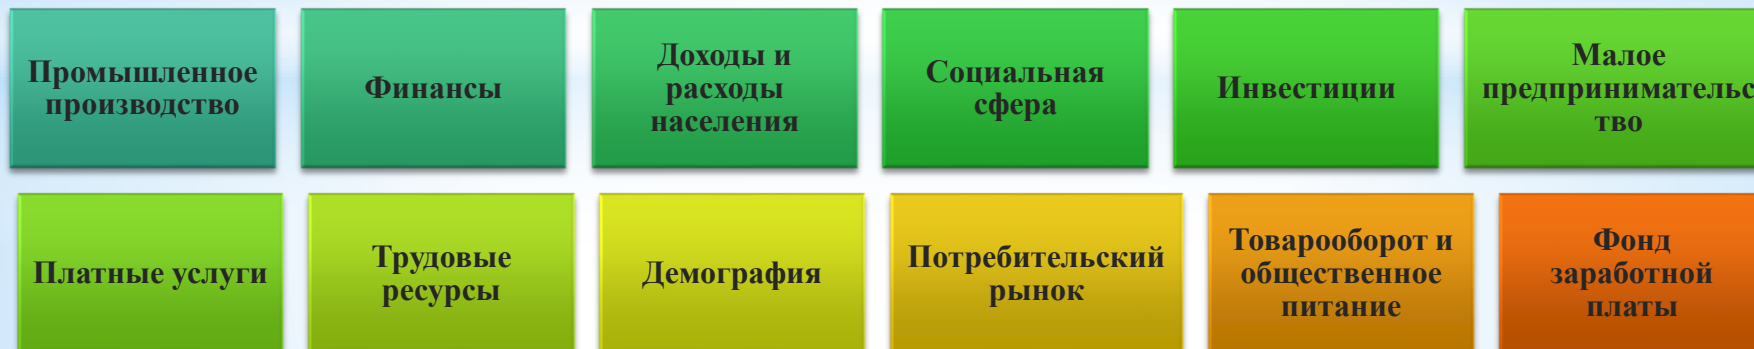 Промышленное
производство
Финансы
Доходы и
расходы
населения
Социальная
сфера
Инвестиции
Малое
предпринимательс
тво
Платные услуги
Трудовые
ресурсы
Демография
Потребительский
рынок
Товарооборот и
общественное
питание
Фонд
заработной
платы